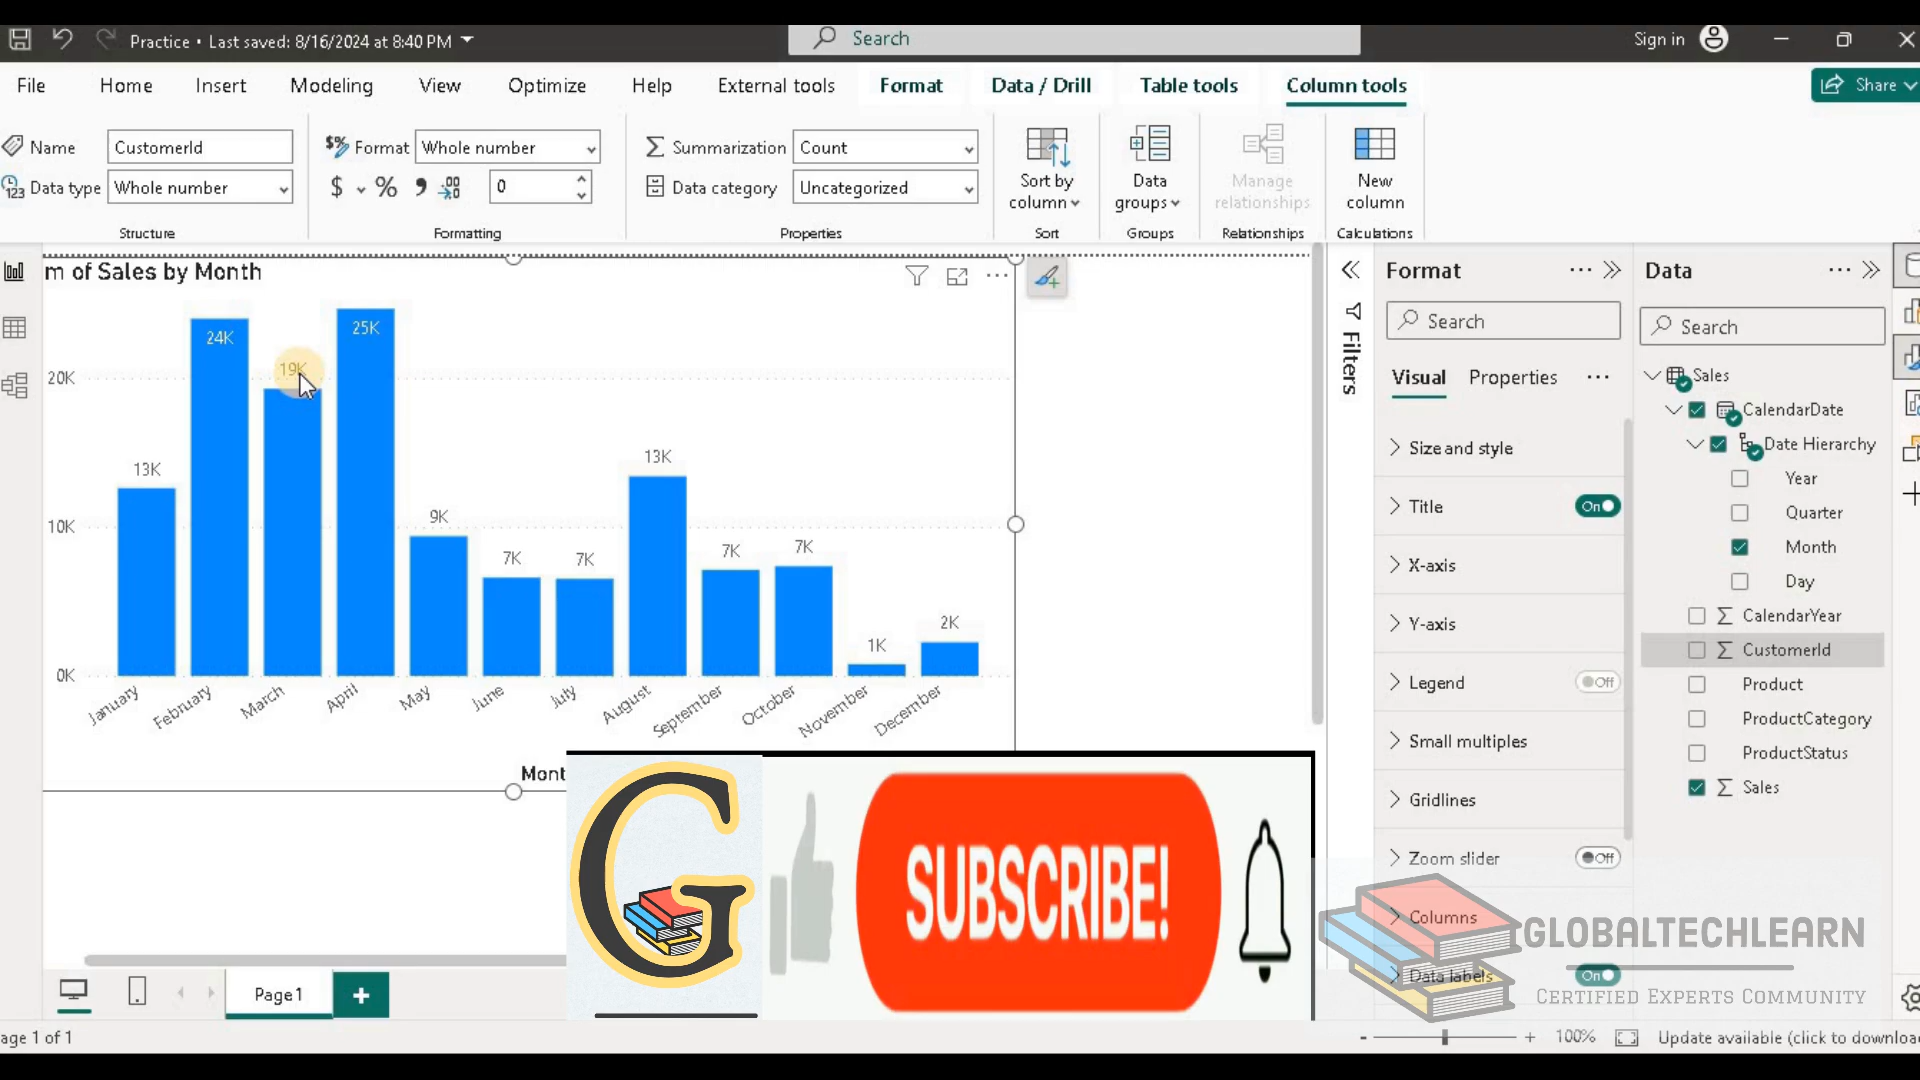 Practice • Last saved: 8/16/2024 at 8:40 PM
Search
Sign in
File
Home
Insert
Modeling
View
Optimize
Help
External tools
Format
Data / Drill
Table tools
Column tools
Share
Name
CustomerId
Data type
Whole number
Structure
Format
Whole number
$
%
0
Formatting
Summarization
Count
Data category
Uncategorized
Properties
Sort by
column
Sort
Data
groups
Groups
Manage
relationships
Relationships
New
column
Calculations
m of Sales by Month
20K
10K
0K
13K
24K
19K
25K
9K
7K
7K
13K
7K
7K
1K
2K
January
February
March
April
May
June
July
August
September
October
November
December
Mont
Filters
Format
Search
Visual
Properties
Size and style
Title
On
X-axis
Y-axis
Legend
Off
Small multiples
Gridlines
Zoom slider
Off
Columns
Data labels
On
Data
Search
Sales
CalendarDate
Date Hierarchy
Year
Quarter
Month
Day
CalendarYear
CustomerId
Product
ProductCategory
ProductStatus
Sales
G
SUBSCRIBE!
GLOBALTECHLEARN
CERTIFIED EXPERTS COMMUNITY
Page1
age 1 of 1
- + 100%
Update available (click to downloa